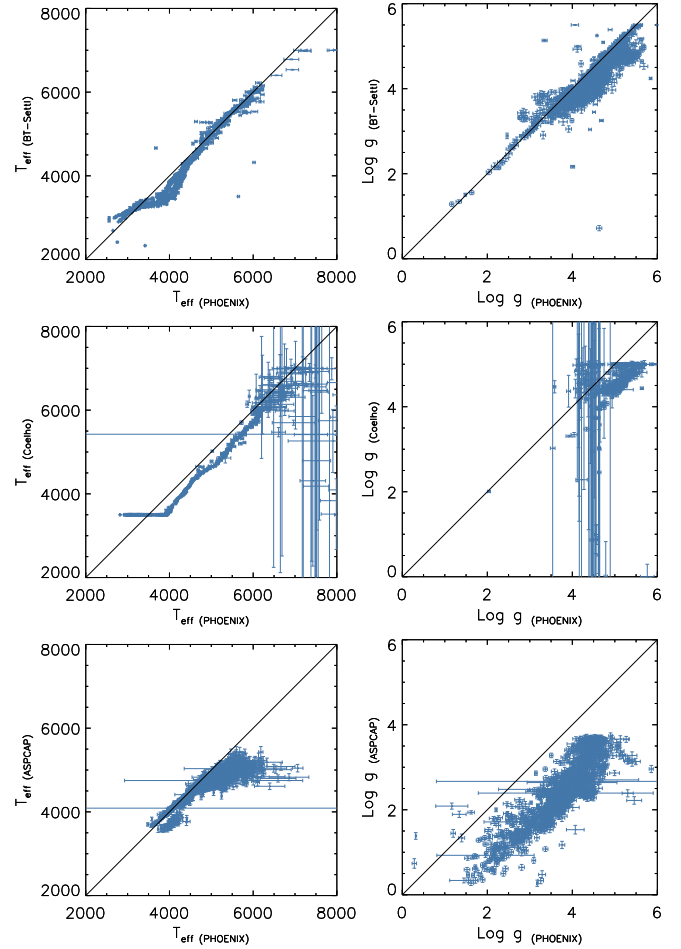 8000
6000
4000
2000
T_eff (BT-Settl)
2000 4000 6000 8000
T_eff (PHOENIX)
6
4
2
0
Log g (BT-Settl)
0 2 4 6
Log g (PHOENIX)
8000
6000
4000
2000
T_eff (Coelho)
2000 4000 6000 8000
T_eff (PHOENIX)
6
4
2
0
Log g (Coelho)
0 2 4 6
Log g (PHOENIX)
8000
6000
4000
2000
T_eff (ASPCAP)
2000 4000 6000 8000
T_eff (PHOENIX)
6
4
2
0
Log g (ASPCAP)
0 2 4 6
Log g (PHOENIX)